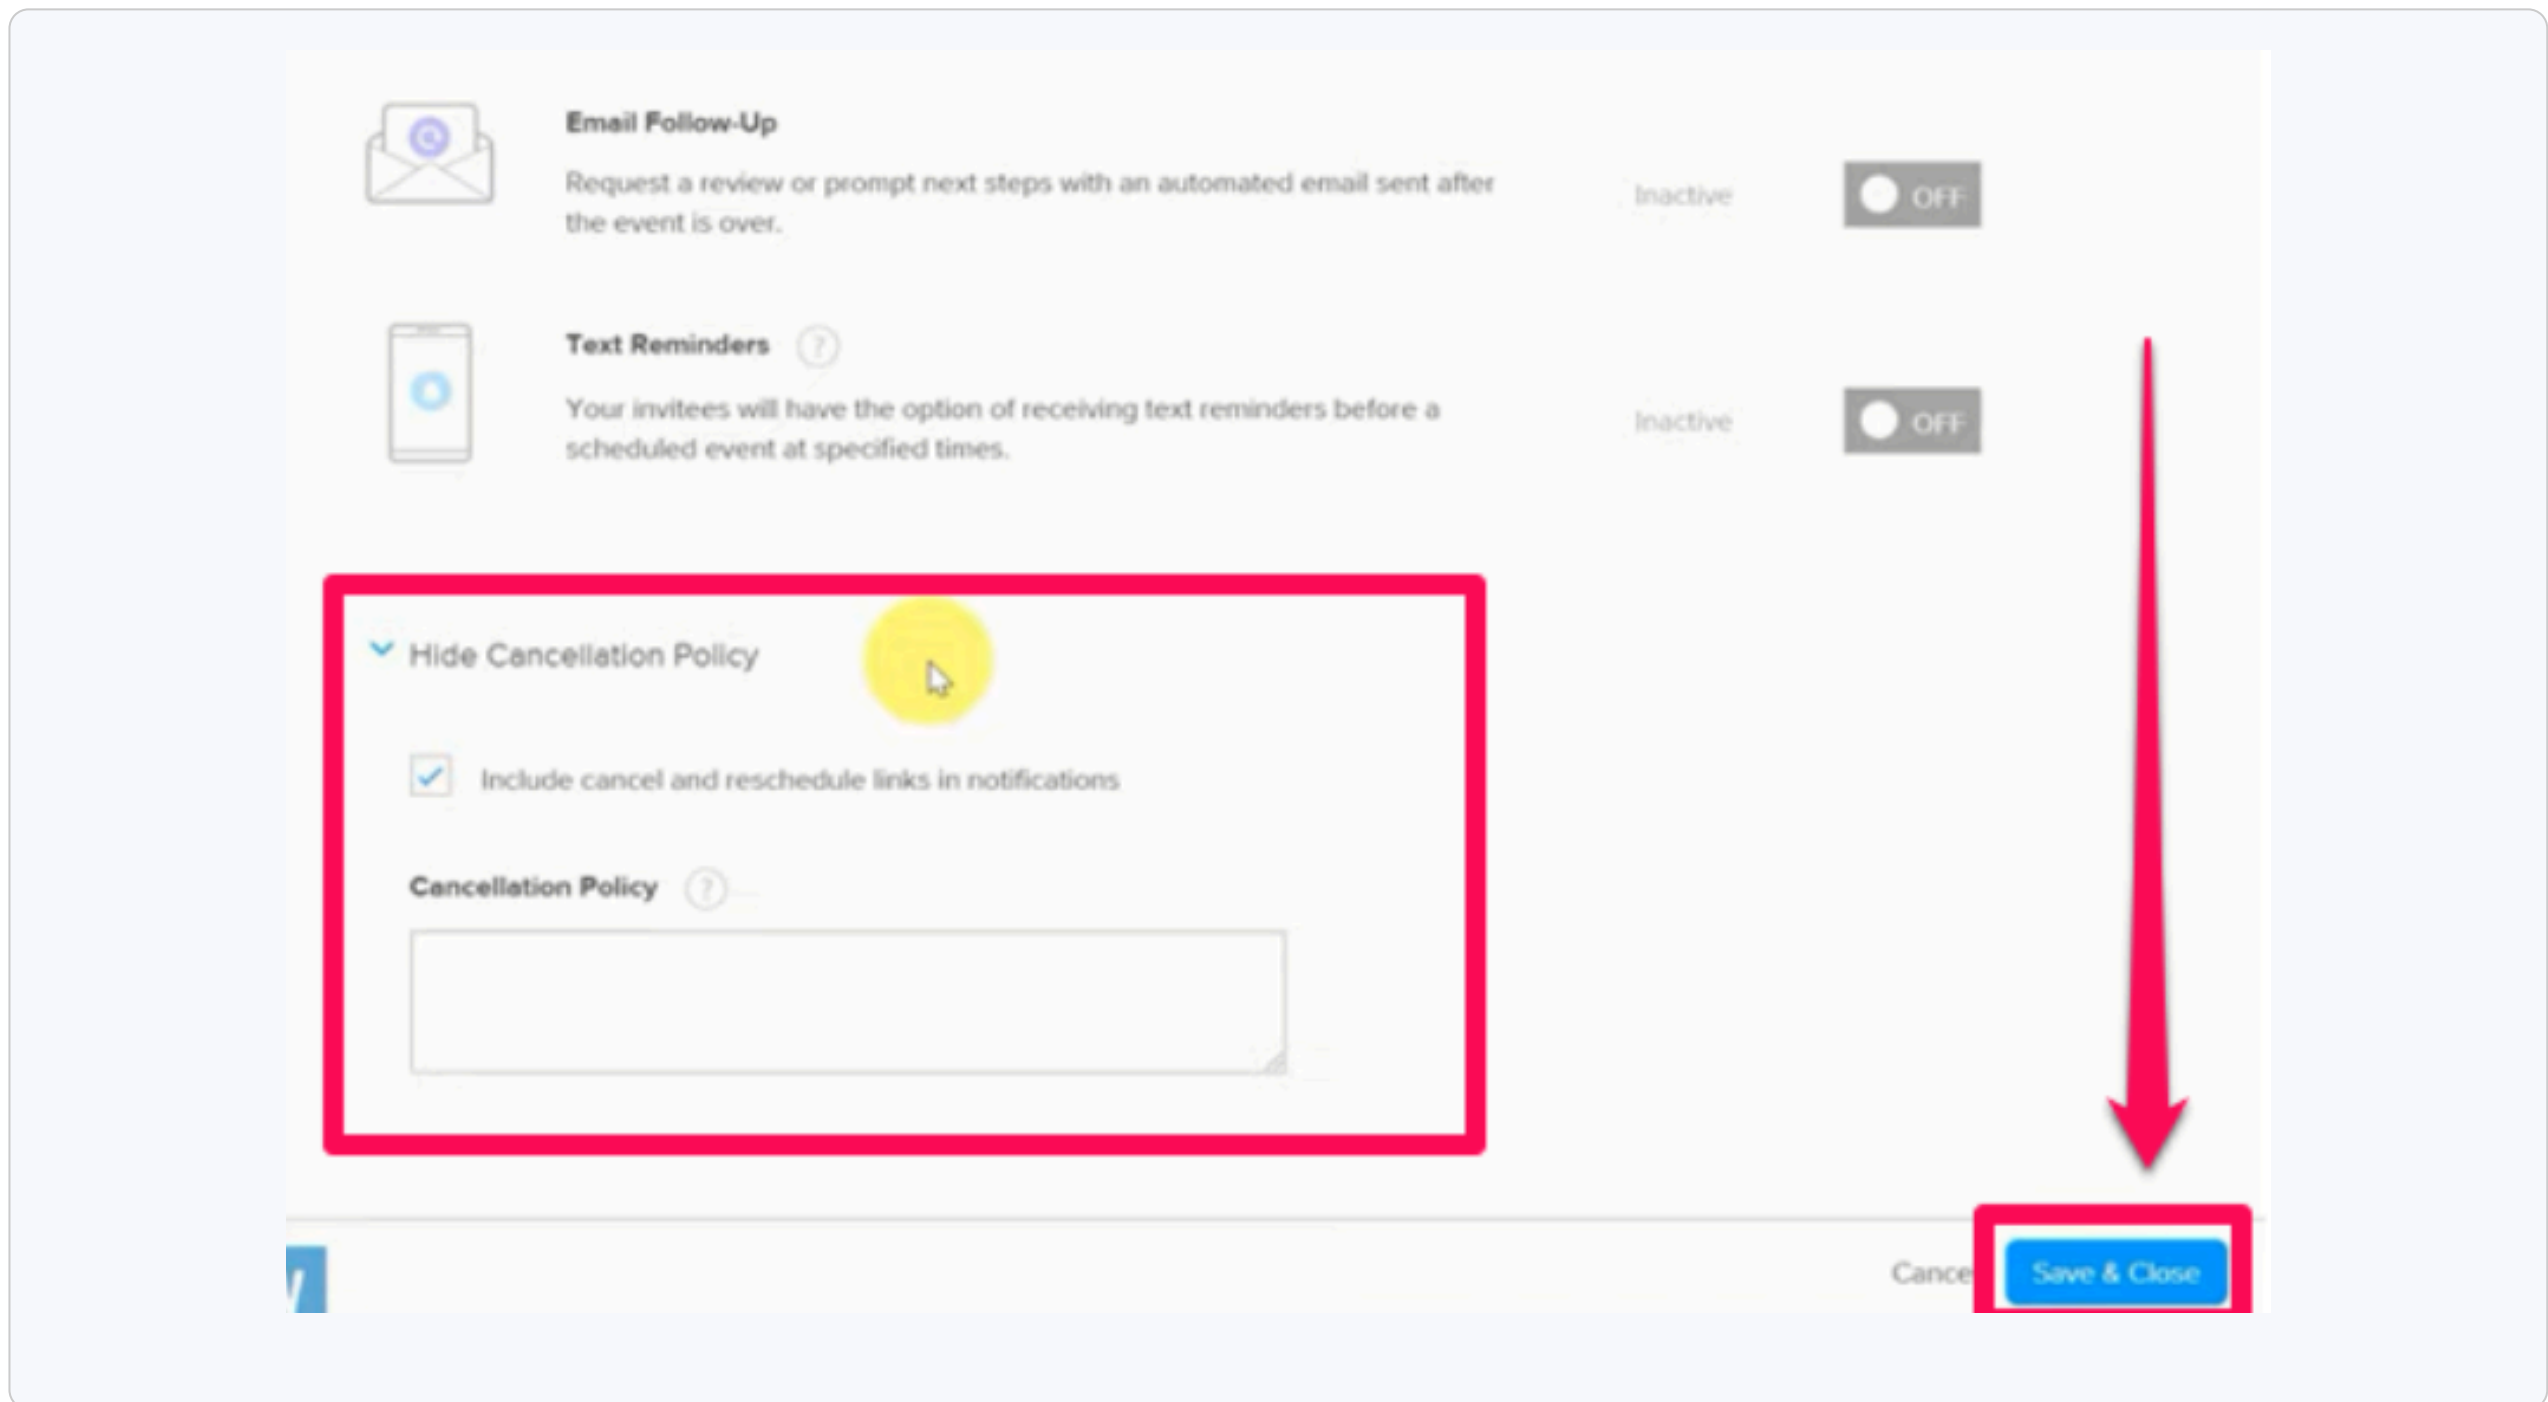 Email Follow-Up
Request a review or prompt next steps with an automated email sent after
the event is over.
Inactive
OFF
Text Reminders ?
Your invitees will have the option of receiving text reminders before a
scheduled event at specified times.
Inactive
OFF
Hide Cancellation Policy
Include cancel and reschedule links in notifications
Cancellation Policy ?
Cance
Save & Close